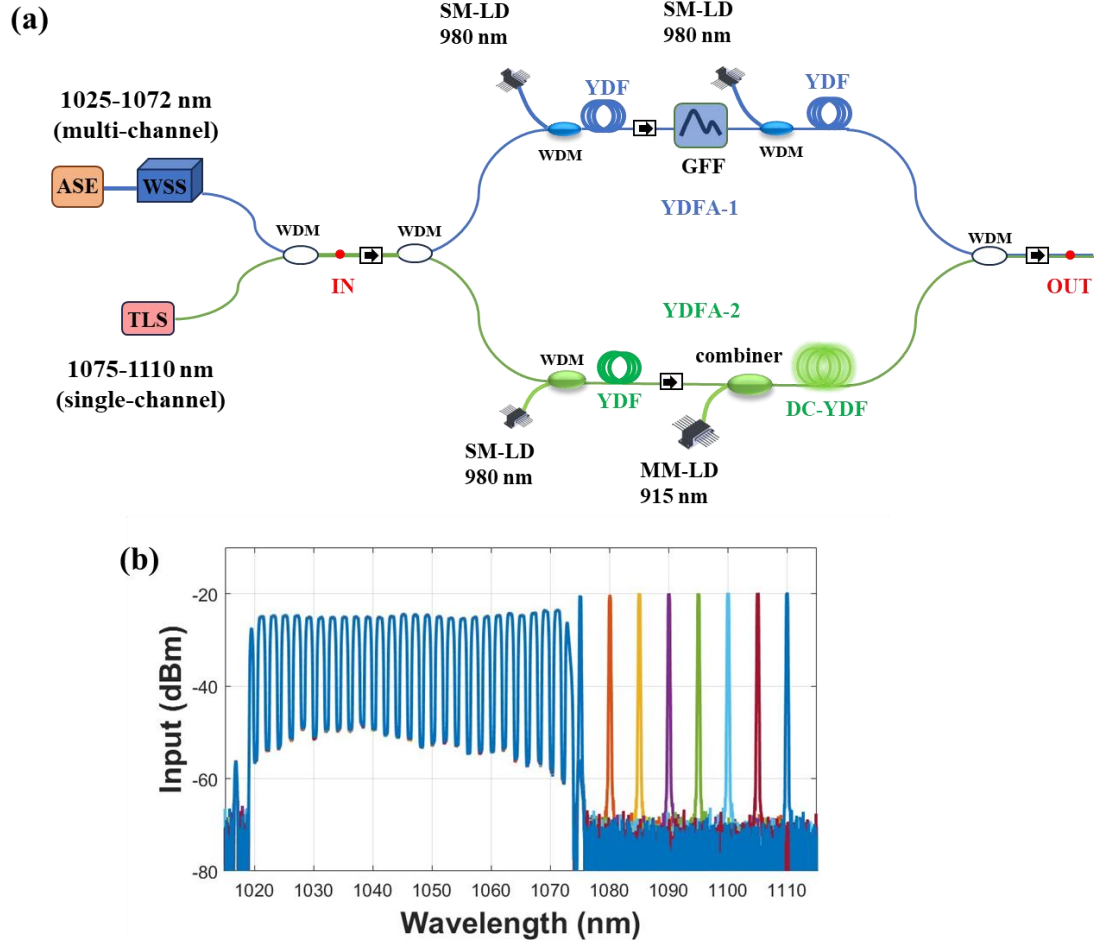 (a)
SM-LD
980 nm
SM-LD
980 nm
1025-1072 nm
(multi-channel)
YDF
YDF
WDM
GFF
WDM
ASE
WSS
YDFA-1
WDM
WDM
WDM
IN
OUT
TLS
YDFA-2
1075-1110 nm
(single-channel)
WDM
combiner
YDF
DC-YDF
SM-LD
980 nm
MM-LD
915 nm
(b)
Input (dBm)
-20
-40
-60
-80
1020 1030 1040 1050 1060 1070 1080 1090 1100 1110
Wavelength (nm)